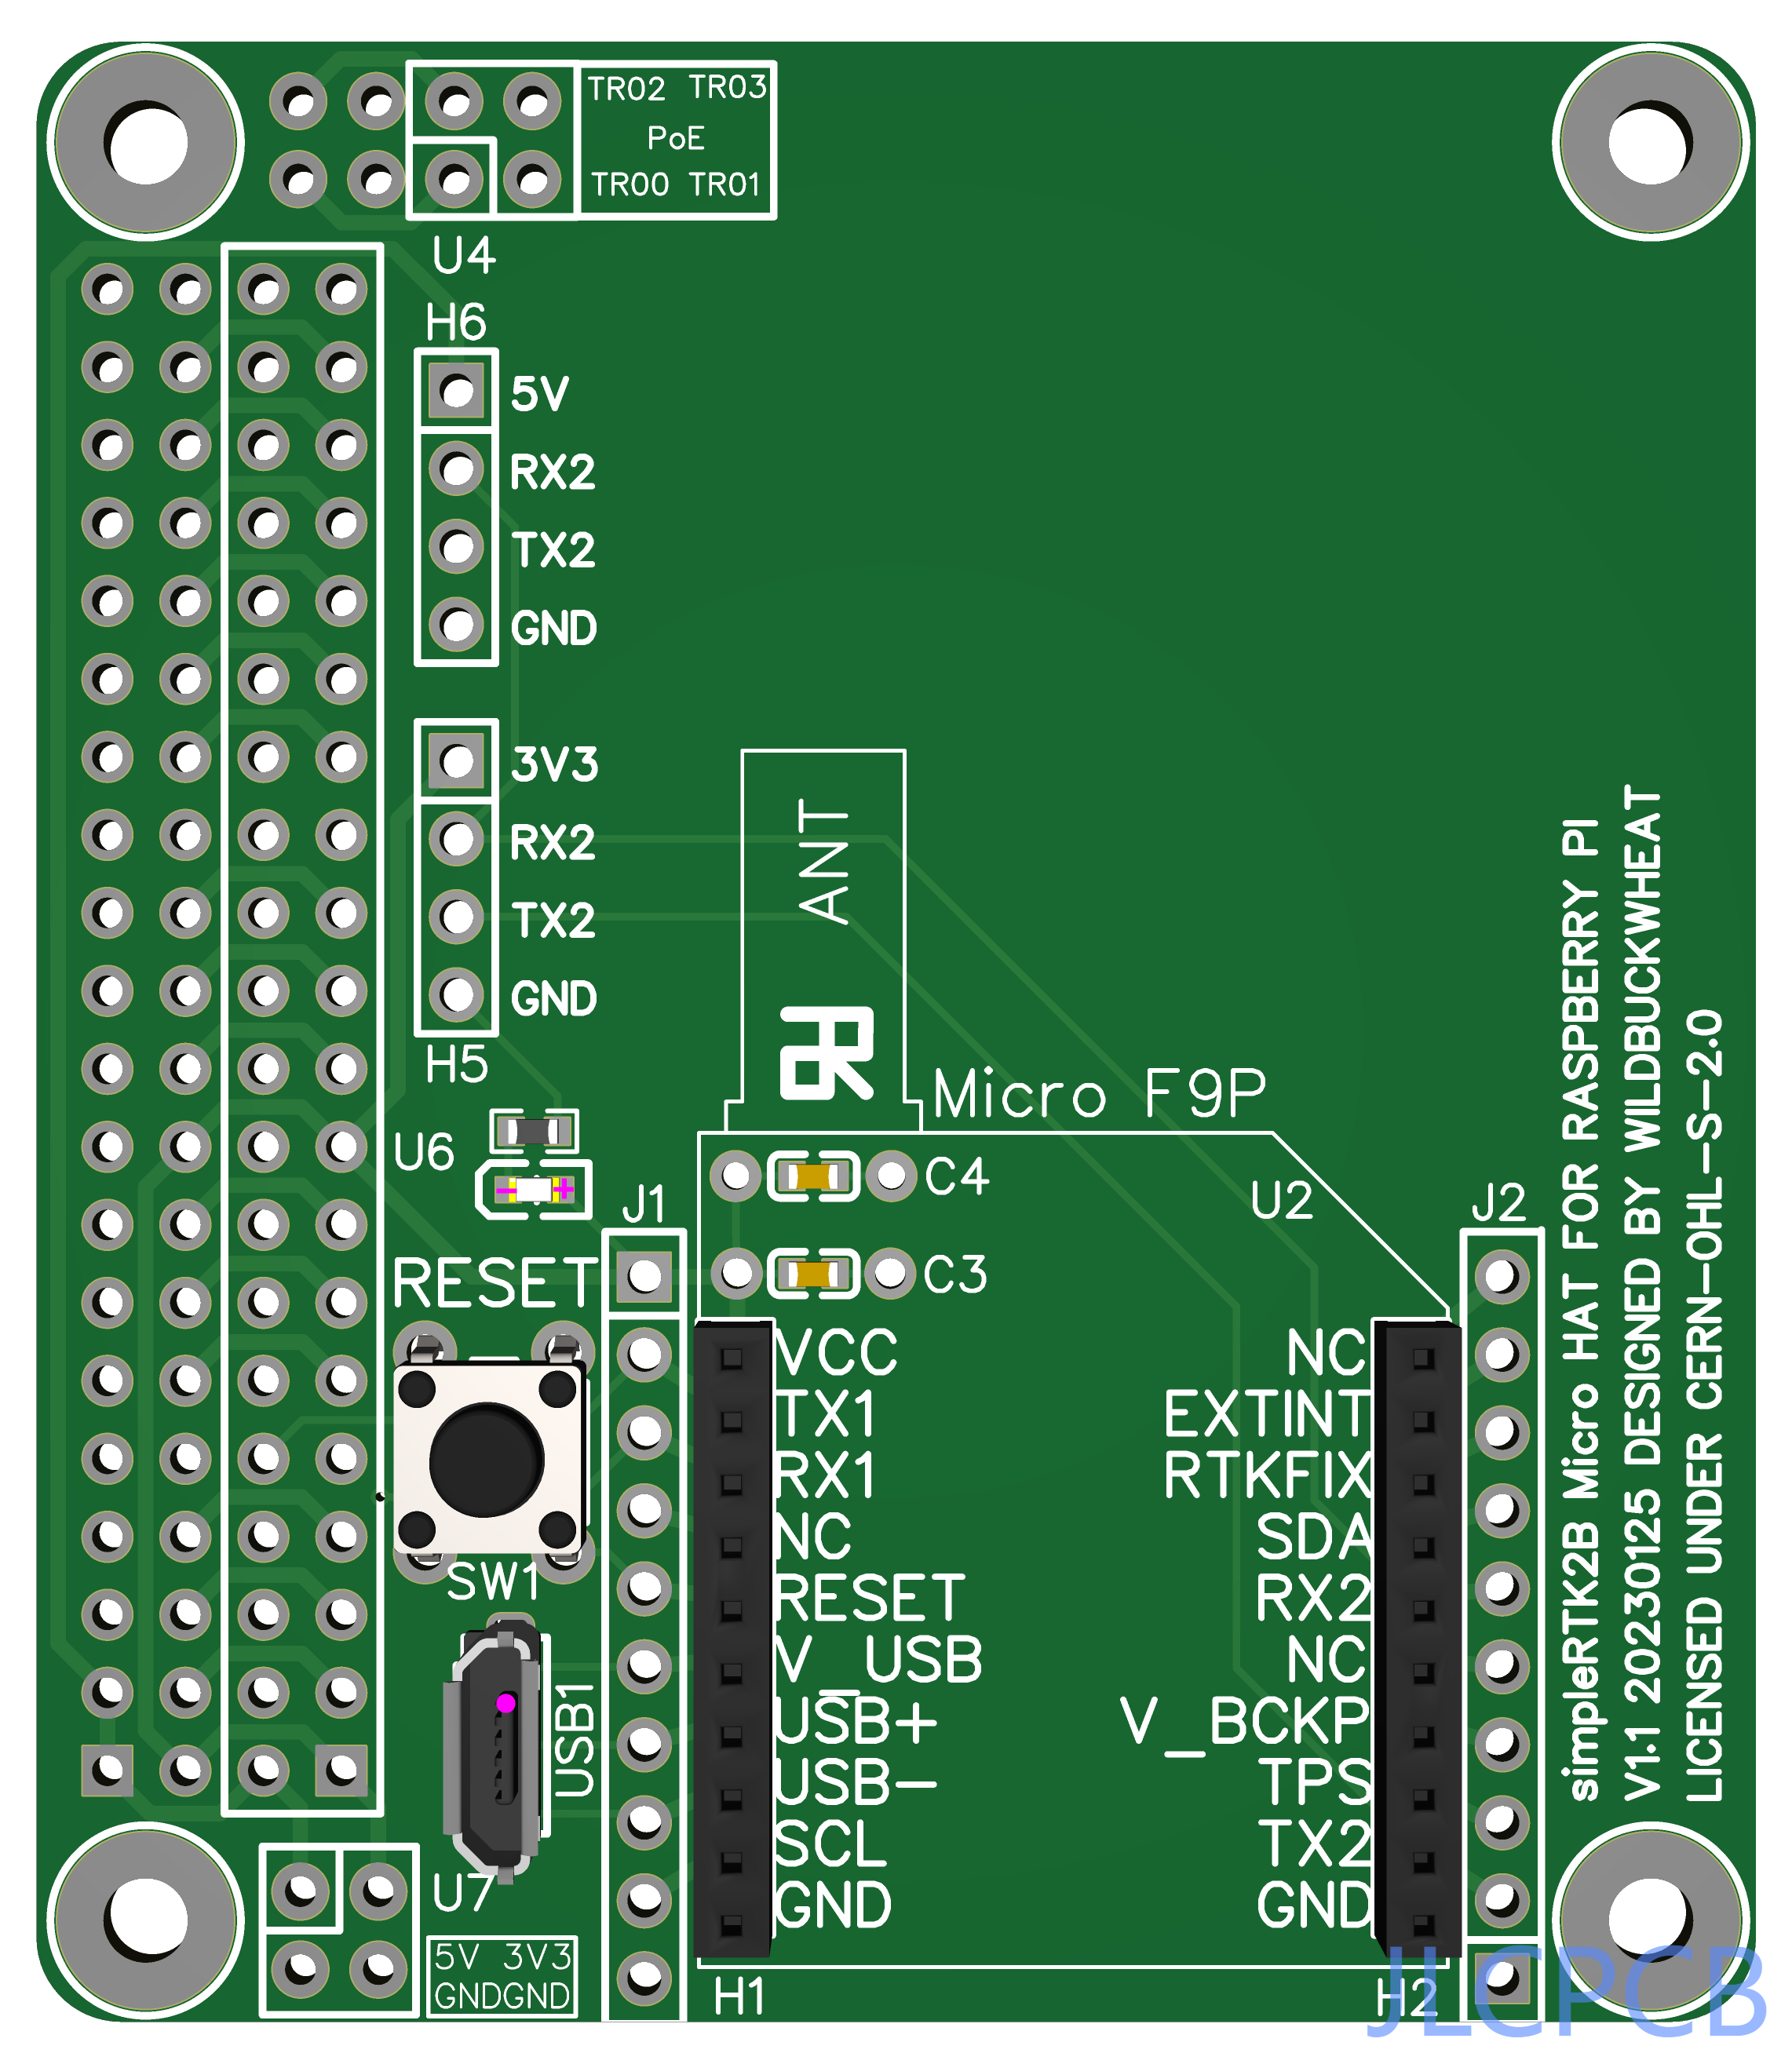 TR02 TR03
PoE
TR00 TR01
U4
H6
5V
RX2
TX2
GND
3V3
RX2
TX2
GND
H5
ANT
Micro F9P
U6
C4
C3
U2
J1
J2
RESET
SW1
USB1
VCC
TX1
RX1
NC
RESET
V_USB
USB+
USB-
SCL
GND
NC
EXTINT
RTKFIX
SDA
RX2
NC
V_BCKP
TPS
TX2
GND
H1
H2
U7
5V 3V3
GNDGND
simpleRTK2B Micro HAT FOR RASPBERRY PI
V1.1 20230125 DESIGNED BY WILDBUCKWHEAT
LICENSED UNDER CERN-OHL-S-2.0
JLCPCB